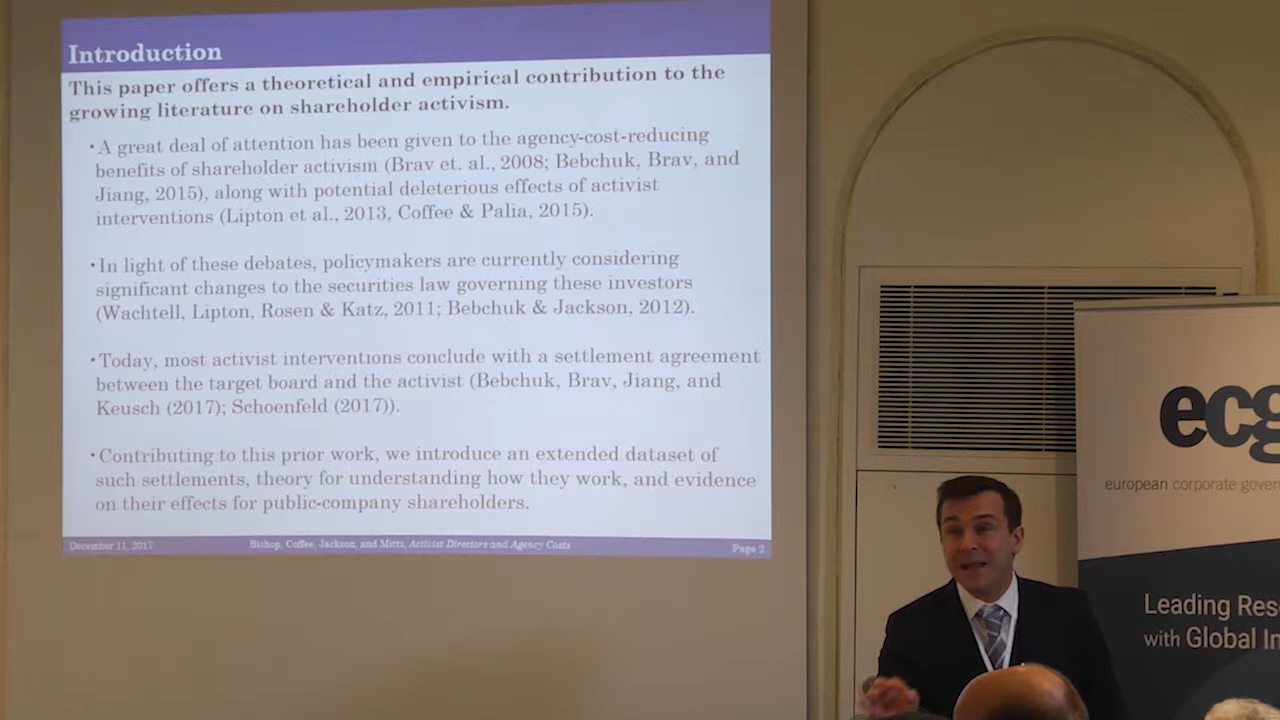 Introduction
This paper offers a theoretical and empirical contribution to the
growing literature on shareholder activism.
•A great deal of attention has been given to the agency-cost-reducing
benefits of shareholder activism (Brav et. al., 2008; Bebchuk, Brav, and
Jiang, 2015), along with potential deleterious effects of activist
interventions (Lipton et al., 2013, Coffee & Palia, 2015).
•In light of these debates, policymakers are currently considering
significant changes to the securities law governing these investors
(Wachtell, Lipton, Rosen & Katz, 2011; Bebchuk & Jackson, 2012).
•Today, most activist interventions conclude with a settlement agreement
between the target board and the activist (Bebchuk, Brav, Jiang, and
Keusch (2017); Schoenfeld (2017)).
•Contributing to this prior work, we introduce an extended dataset of
such settlements, theory for understanding how they work, and evidence
on their effects for public-company shareholders.
December 11, 2017
Bishop, Coffee, Jackson, and Mitts, Activist Directors and Agency Costs
Page 2
ecg
european corporate gover
Leading Res
with Global In